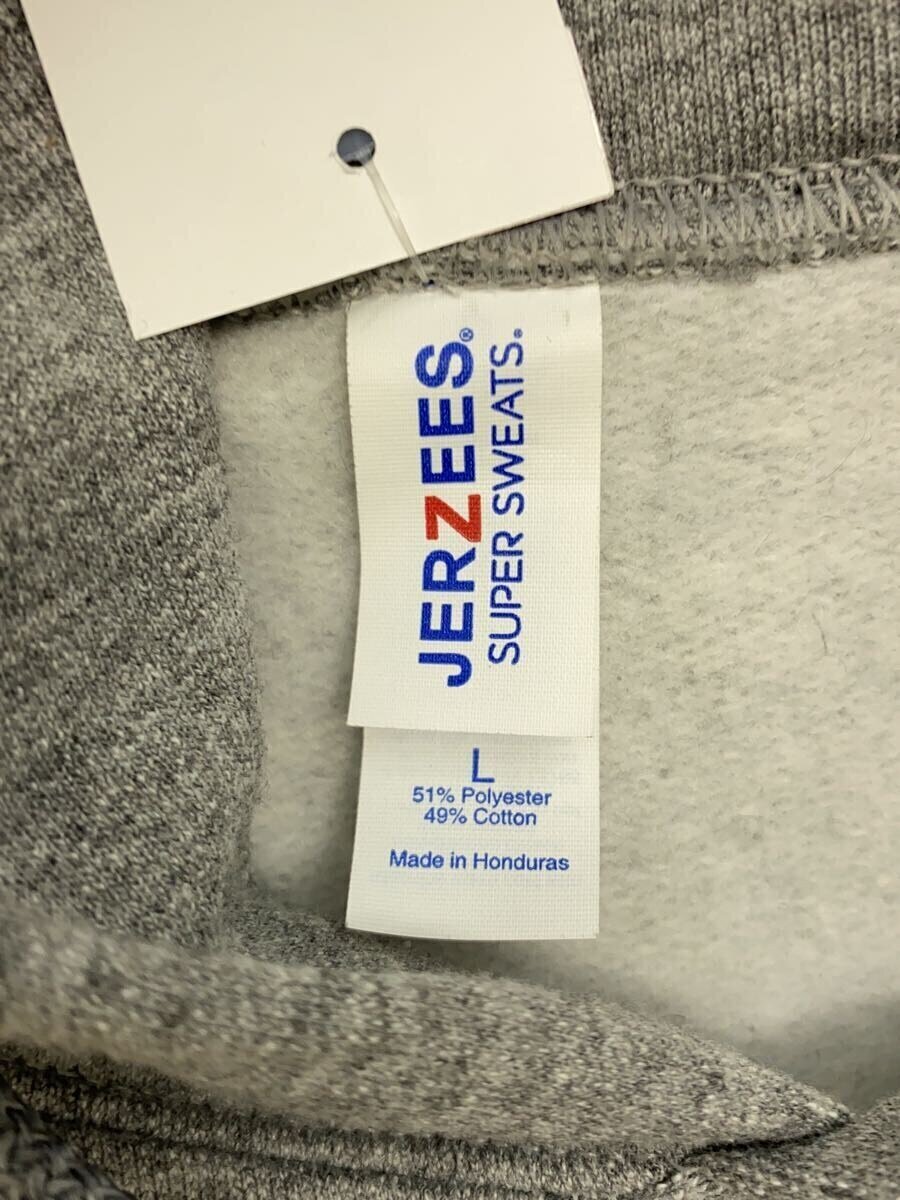 JERZEES®
SUPER SWEATS®
L
51% Polyester
49% Cotton
Made in Honduras